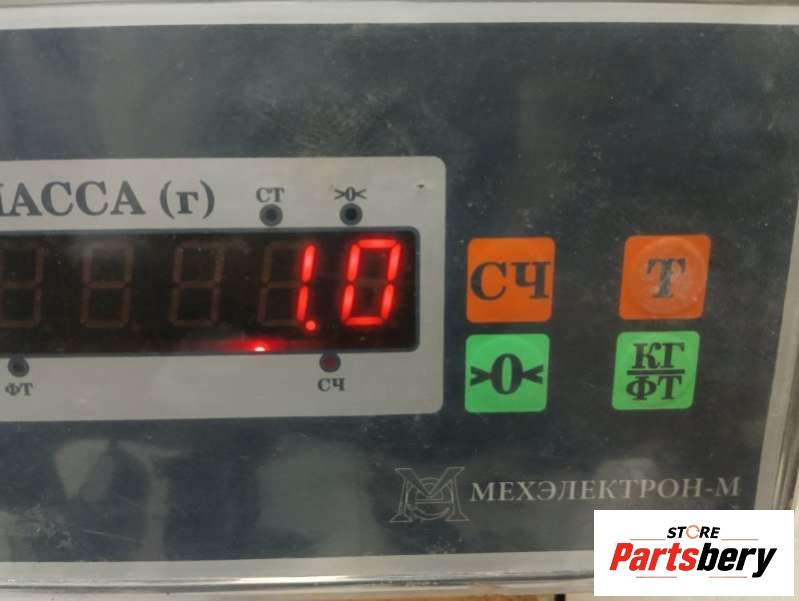 МАССА (г)
СТ
>0<
1.0
ФТ
СЧ
СЧ
Т
>0<
КГ
ФТ
МЕХЭЛЕКТРОН-М
STORE
Partsbery